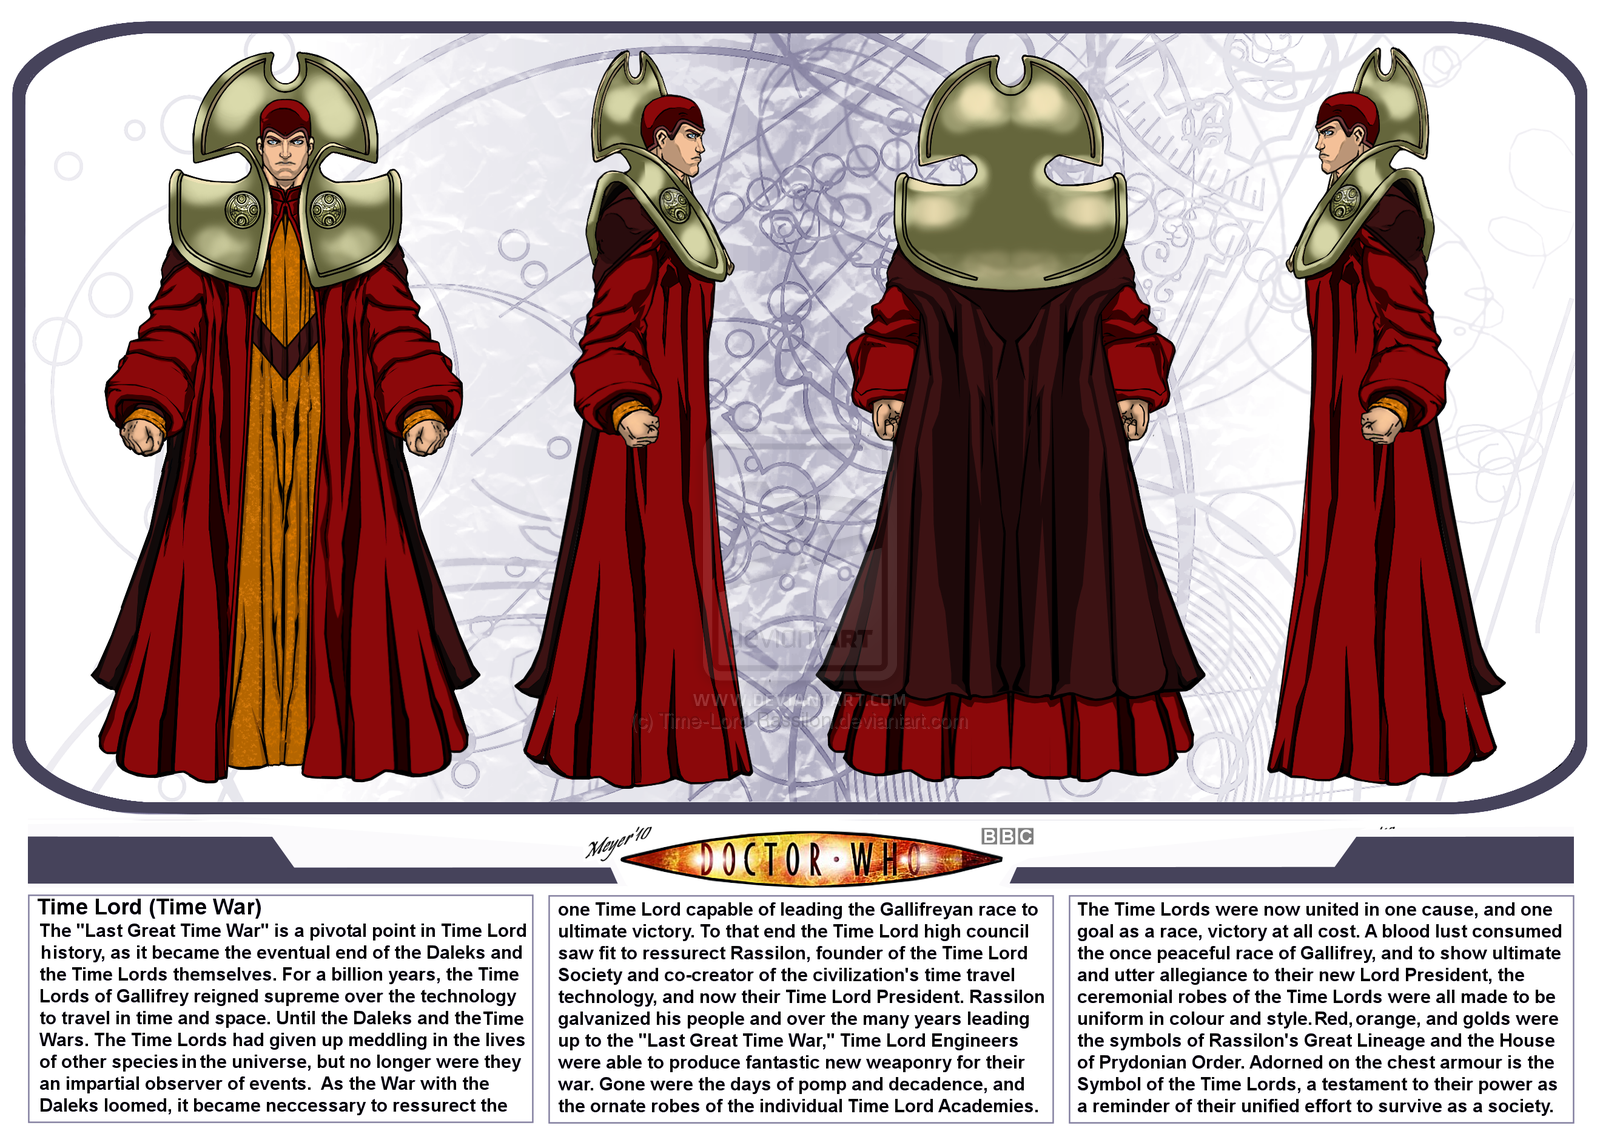 deviantART
WWW.DEVIANTART.COM
(c) Time-Lord-Rassilon.deviantart.com
Meyer'10
BBC
DOCTOR·WHO
Time Lord (Time War)
The "Last Great Time War" is a pivotal point in Time Lord
history, as it became the eventual end of the Daleks and
the Time Lords themselves. For a billion years, the Time
Lords of Gallifrey reigned supreme over the technology
to travel in time and space. Until the Daleks and the Time
Wars. The Time Lords had given up meddling in the lives
of other species in the universe, but no longer were they
an impartial observer of events.  As the War with the
Daleks loomed, it became neccessary to ressurect the
one Time Lord capable of leading the Gallifreyan race to
ultimate victory. To that end the Time Lord high council
saw fit to ressurect Rassilon, founder of the Time Lord
Society and co-creator of the civilization's time travel
technology, and now their Time Lord President. Rassilon
galvanized his people and over the many years leading
up to the "Last Great Time War," Time Lord Engineers
were able to produce fantastic new weaponry for their
war. Gone were the days of pomp and decadence, and
the ornate robes of the individual Time Lord Academies.
The Time Lords were now united in one cause, and one
goal as a race, victory at all cost. A blood lust consumed
the once peaceful race of Gallifrey, and to show ultimate
and utter allegiance to their new Lord President, the
ceremonial robes of the Time Lords were all made to be
uniform in colour and style. Red, orange, and golds were
the symbols of Rassilon's Great Lineage and the House
of Prydonian Order. Adorned on the chest armour is the
Symbol of the Time Lords, a testament to their power as
a reminder of their unified effort to survive as a society.